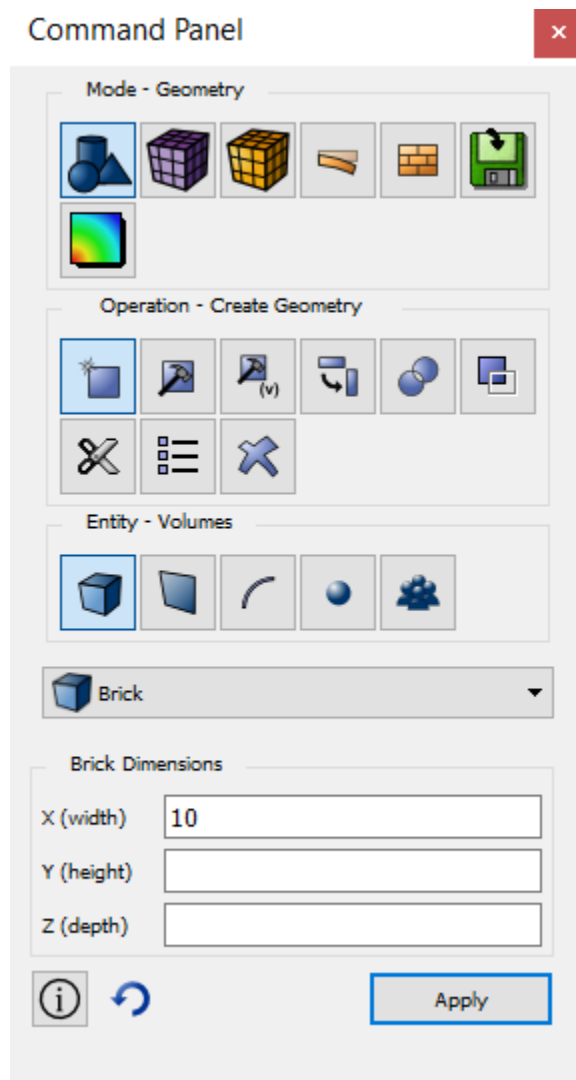 Command Panel
Mode - Geometry
Operation - Create Geometry
(v)
Entity - Volumes
Brick
Brick Dimensions
X (width) 10
Y (height)
Z (depth)
Apply